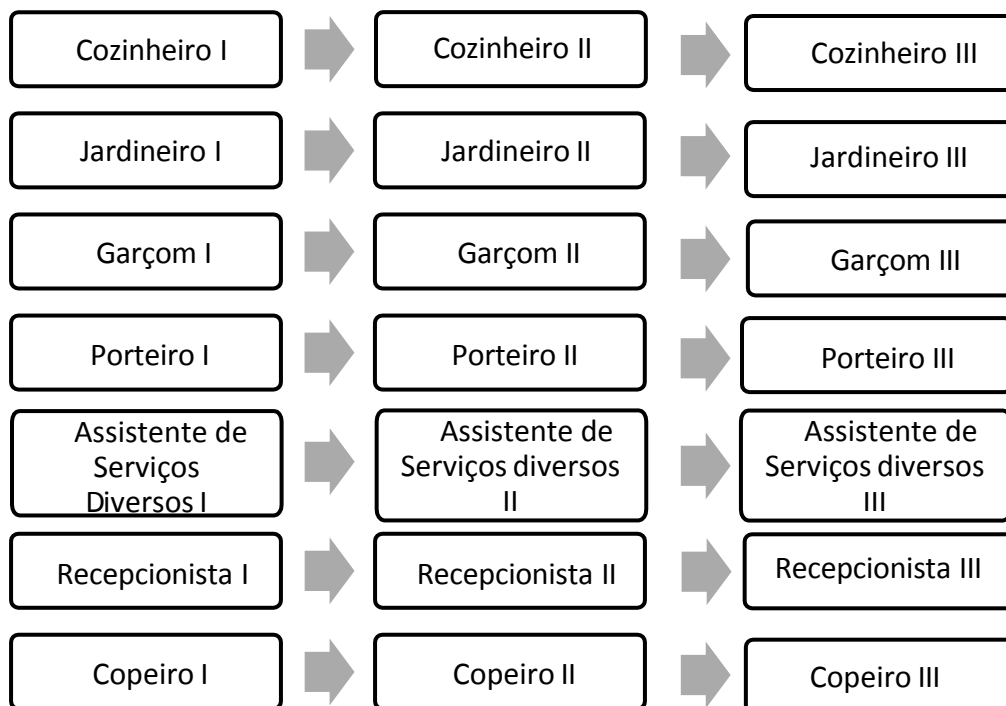 Cozinheiro I
Cozinheiro II
Cozinheiro III
Jardineiro I
Jardineiro II
Jardineiro III
Garçom I
Garçom II
Garçom III
Porteiro I
Porteiro II
Porteiro III
Assistente de
Serviços
Diversos I
Assistente de
Serviços diversos
II
Assistente de
Serviços diversos
III
Recepcionista I
Recepcionista II
Recepcionista III
Copeiro I
Copeiro II
Copeiro III